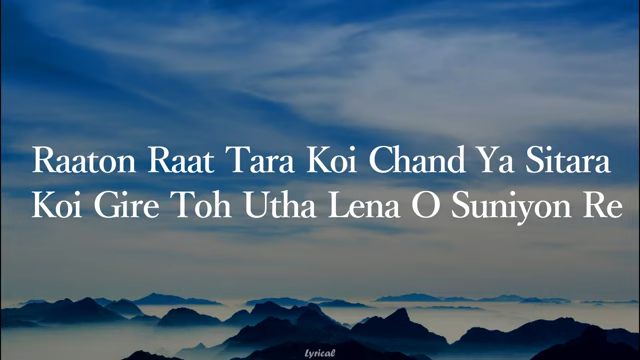 Raaton Raat Tara Koi Chand Ya Sitara
Koi Gire Toh Utha Lena O Suniyon Re
Lyrical